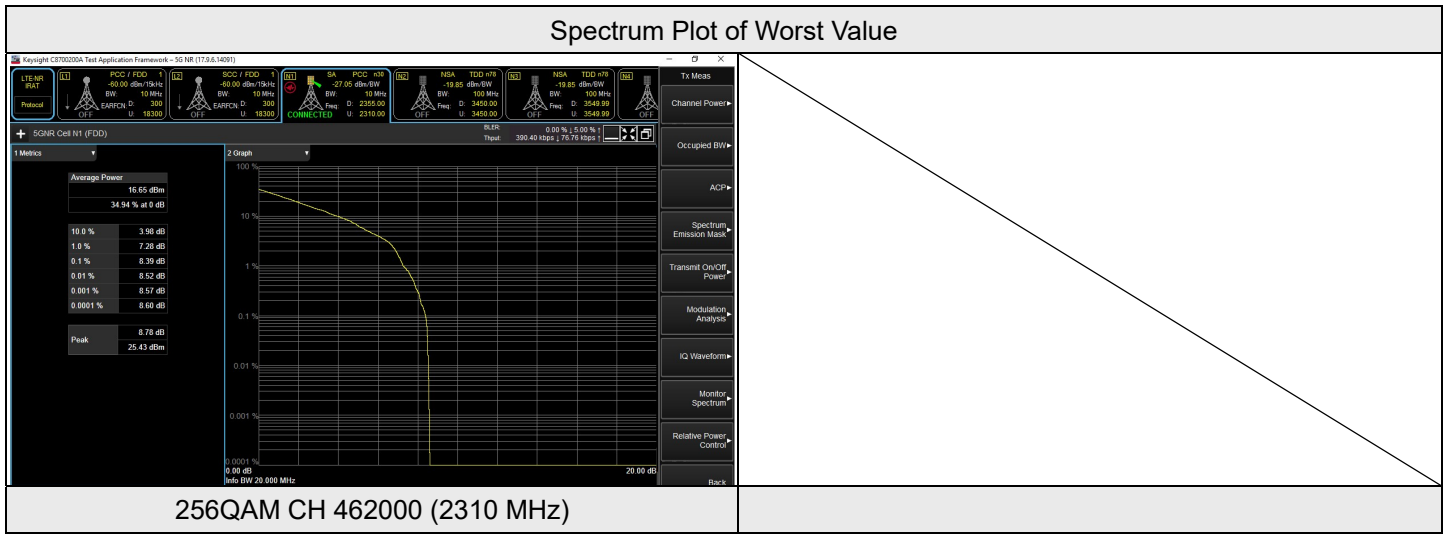 Spectrum Plot of Worst Value
Keysight C8700200A Test Application Framework – 5G NR (17.9.6.14091)
LTE-NR
IRAT
Protocol
L1
PCC / FDD 1
-60.00 dBm/15kHz
BW: 10 MHz
EARFCN: D: 300
U: 18300
OFF
L2
SCC / FDD 1
-60.00 dBm/15kHz
BW: 10 MHz
EARFCN: D: 300
U: 18300
OFF
N1
SA PCC n30
-27.05 dBm/BW
BW: 10 MHz
Freq: D: 2355.00
CONNECTED U: 2310.00
N2
NSA TDD n78
-19.85 dBm/BW
BW: 100 MHz
Freq: D: 3450.00
OFF U: 3450.00
N3
NSA TDD n78
-19.85 dBm/BW
BW: 100 MHz
Freq: D: 3549.99
OFF U: 3549.99
N4
OFF
+ 5GNR Cell N1 (FDD)
BLER: 0.00 % ↓ 5.00 % ↑
Thput: 390.40 kbps ↓ 76.76 kbps ↑
1 Metrics
Average Power
16.65 dBm
34.94 % at 0 dB
10.0 % 3.98 dB
1.0 % 7.28 dB
0.1 % 8.39 dB
0.01 % 8.52 dB
0.001 % 8.57 dB
0.0001 % 8.60 dB
Peak
8.78 dB
25.43 dBm
2 Graph
100 %
10 %
1 %
0.1 %
0.01 %
0.001 %
0.0001 %
0.00 dB 20.00 dB
Info BW 20.000 MHz
Tx Meas
Channel Power
Occupied BW
ACP
Spectrum
Emission Mask
Transmit On/Off
Power
Modulation
Analysis
IQ Waveform
Monitor
Spectrum
Relative Power
Control
Back
256QAM CH 462000 (2310 MHz)